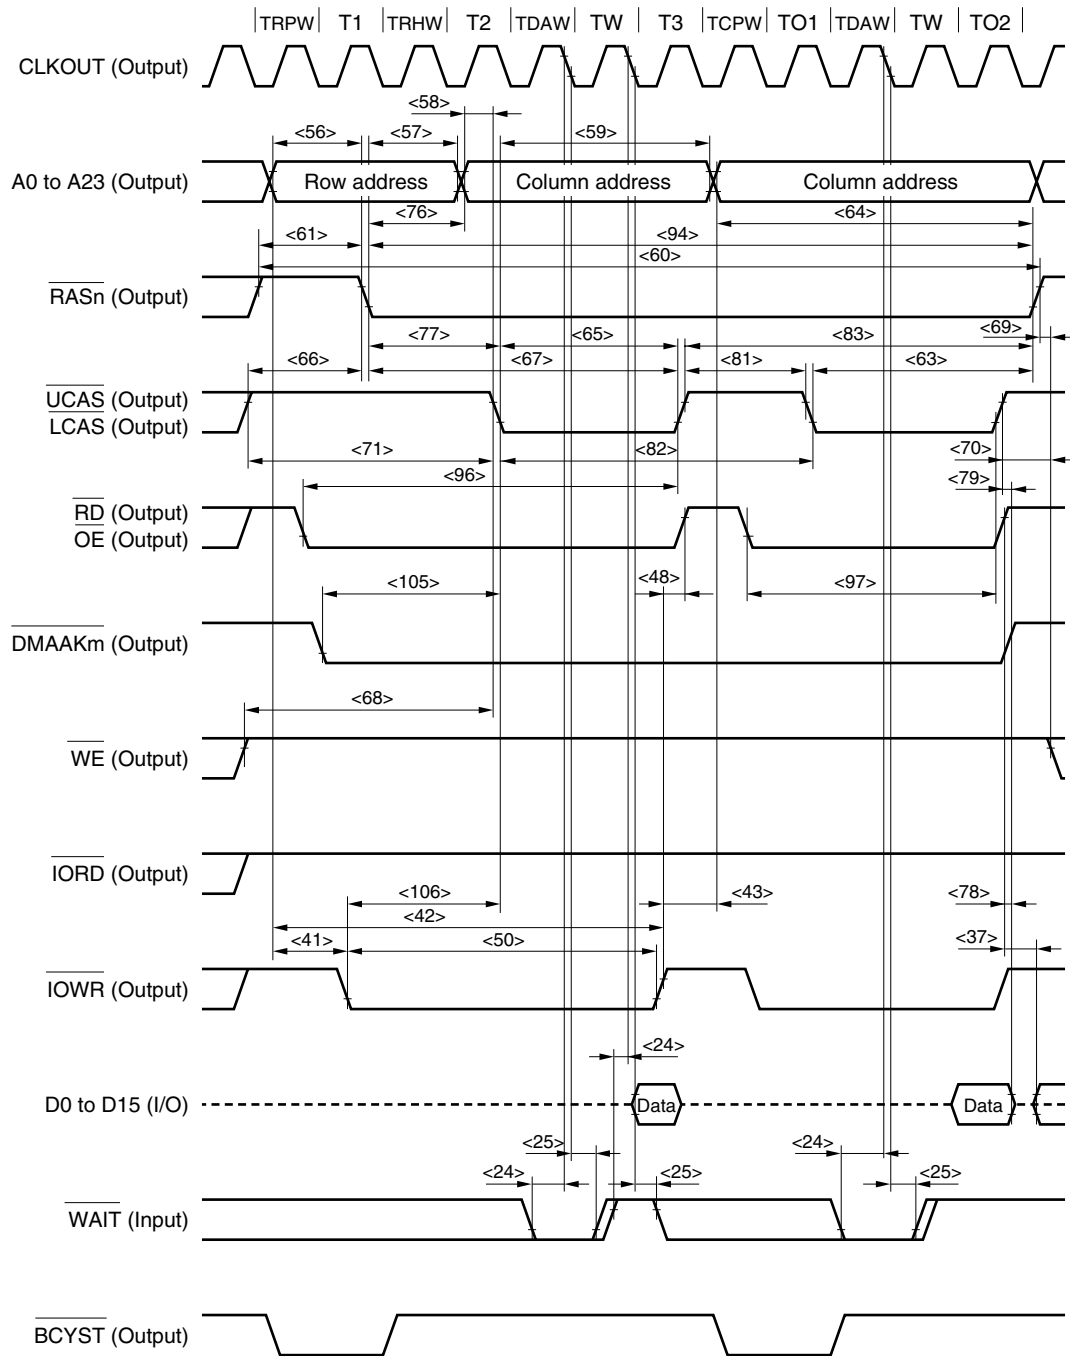 TRPW T1 TRHW T2 TDAW TW T3 TCPW TO1 TDAW TW TO2
CLKOUT (Output)
<58>
<56> <57> <59>
A0 to A23 (Output) Row address Column address Column address
<76> <64>
<61> <94>
<60>
RASn (Output)
<69>
<77> <65> <83>
<66> <67> <81> <63>
UCAS (Output)
LCAS (Output)
<71> <82> <70>
<96> <79>
RD (Output)
OE (Output)
<105> <48> <97>
DMAAKm (Output)
<68>
WE (Output)
IORD (Output)
<106> <43> <78>
<42>
<41> <50> <37>
IOWR (Output)
<24>
D0 to D15 (I/O) Data Data
<25> <24>
<24> <25> <25>
WAIT (Input)
BCYST (Output)